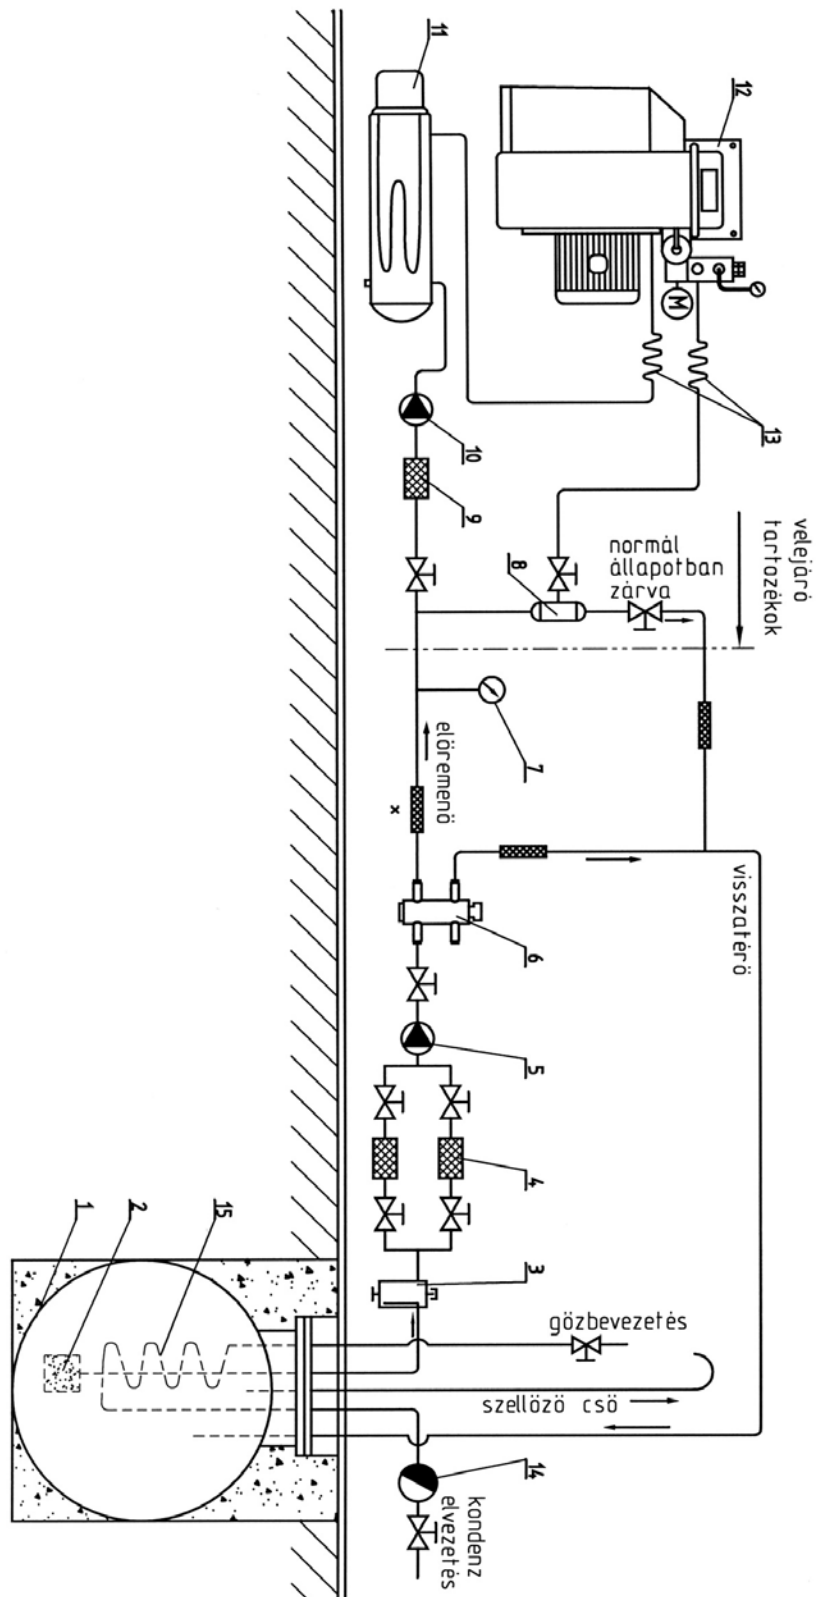 11
12
13
10
9
velejáró
tartozékok
normál
állapotban
zárva
8
7
előremenő
x
visszatérő
6
5
4
3
1
2
15
gőzbevezetés
szellőző cső
14
kondenz
elvezetés
M